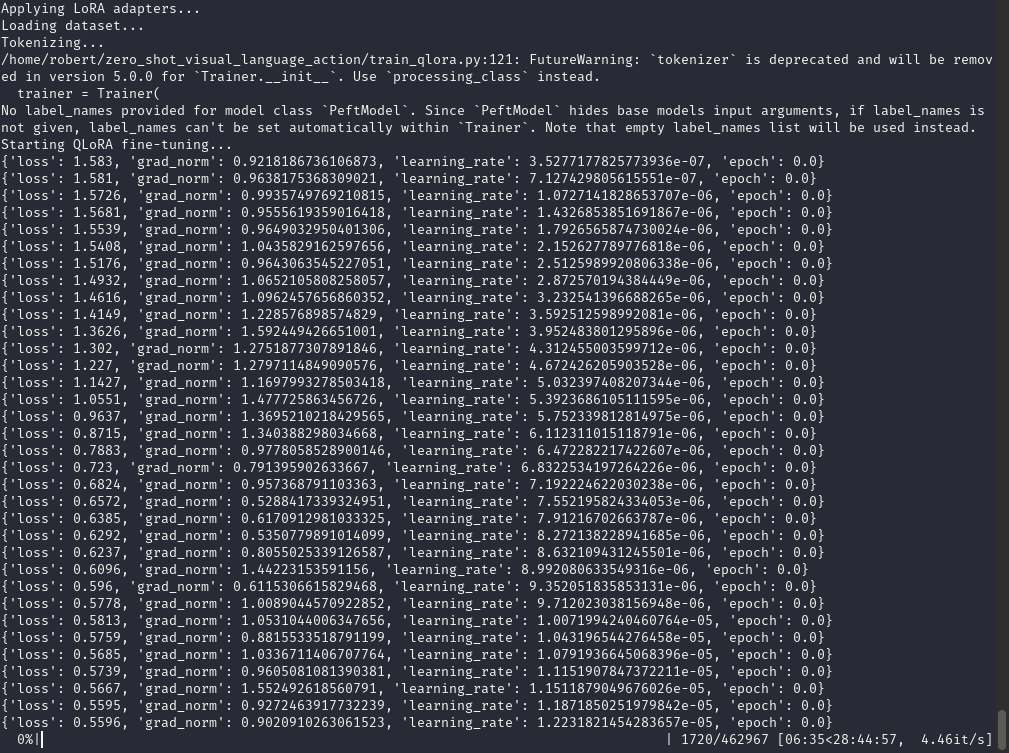 Applying LoRA adapters...
Loading dataset...
Tokenizing...
/home/robert/zero_shot_visual_language_action/train_qlora.py:121: FutureWarning: `tokenizer` is deprecated and will be remov
ed in version 5.0.0 for `Trainer.__init__`. Use `processing_class` instead.
  trainer = Trainer(
No label_names provided for model class `PeftModel`. Since `PeftModel` hides base models input arguments, if label_names is
not given, label_names can't be set automatically within `Trainer`. Note that empty label_names list will be used instead.
Starting QLoRA fine-tuning...
{'loss': 1.583, 'grad_norm': 0.9218186736106873, 'learning_rate': 3.5277177825773936e-07, 'epoch': 0.0}
{'loss': 1.581, 'grad_norm': 0.9638175368309021, 'learning_rate': 7.127429805615551e-07, 'epoch': 0.0}
{'loss': 1.5726, 'grad_norm': 0.9935749769210815, 'learning_rate': 1.0727141828653707e-06, 'epoch': 0.0}
{'loss': 1.5681, 'grad_norm': 0.9555619359016418, 'learning_rate': 1.4326853851691867e-06, 'epoch': 0.0}
{'loss': 1.5539, 'grad_norm': 0.9649032950401306, 'learning_rate': 1.7926565874730024e-06, 'epoch': 0.0}
{'loss': 1.5408, 'grad_norm': 1.0435829162597656, 'learning_rate': 2.152627789776818e-06, 'epoch': 0.0}
{'loss': 1.5176, 'grad_norm': 0.9643063545227051, 'learning_rate': 2.5125989920806338e-06, 'epoch': 0.0}
{'loss': 1.4932, 'grad_norm': 1.0652105808258057, 'learning_rate': 2.872570194384449e-06, 'epoch': 0.0}
{'loss': 1.4616, 'grad_norm': 1.0962457656860352, 'learning_rate': 3.232541396688265e-06, 'epoch': 0.0}
{'loss': 1.4149, 'grad_norm': 1.228576898574829, 'learning_rate': 3.592512598992081e-06, 'epoch': 0.0}
{'loss': 1.3626, 'grad_norm': 1.592449426651001, 'learning_rate': 3.952483801295896e-06, 'epoch': 0.0}
{'loss': 1.302, 'grad_norm': 1.2751877307891846, 'learning_rate': 4.312455003599712e-06, 'epoch': 0.0}
{'loss': 1.227, 'grad_norm': 1.2797114849090576, 'learning_rate': 4.672426205903528e-06, 'epoch': 0.0}
{'loss': 1.1427, 'grad_norm': 1.1697993278503418, 'learning_rate': 5.032397408207344e-06, 'epoch': 0.0}
{'loss': 1.0551, 'grad_norm': 1.477725863456726, 'learning_rate': 5.3923686105111595e-06, 'epoch': 0.0}
{'loss': 0.9637, 'grad_norm': 1.3695210218429565, 'learning_rate': 5.752339812814975e-06, 'epoch': 0.0}
{'loss': 0.8715, 'grad_norm': 1.340388298034668, 'learning_rate': 6.112311015118791e-06, 'epoch': 0.0}
{'loss': 0.7883, 'grad_norm': 0.9778058528900146, 'learning_rate': 6.472282217422607e-06, 'epoch': 0.0}
{'loss': 0.723, 'grad_norm': 0.791395902633667, 'learning_rate': 6.8322534197264226e-06, 'epoch': 0.0}
{'loss': 0.6824, 'grad_norm': 0.957368791103363, 'learning_rate': 7.192224622030238e-06, 'epoch': 0.0}
{'loss': 0.6572, 'grad_norm': 0.5288417339324951, 'learning_rate': 7.552195824334053e-06, 'epoch': 0.0}
{'loss': 0.6385, 'grad_norm': 0.6170912981033325, 'learning_rate': 7.91216702663787e-06, 'epoch': 0.0}
{'loss': 0.6292, 'grad_norm': 0.5350779891014099, 'learning_rate': 8.272138228941685e-06, 'epoch': 0.0}
{'loss': 0.6237, 'grad_norm': 0.8055025339126587, 'learning_rate': 8.632109431245501e-06, 'epoch': 0.0}
{'loss': 0.6096, 'grad_norm': 1.44223153591156, 'learning_rate': 8.992080633549316e-06, 'epoch': 0.0}
{'loss': 0.596, 'grad_norm': 0.6115306615829468, 'learning_rate': 9.352051835853131e-06, 'epoch': 0.0}
{'loss': 0.5778, 'grad_norm': 1.0089044570922852, 'learning_rate': 9.712023038156948e-06, 'epoch': 0.0}
{'loss': 0.5813, 'grad_norm': 1.0531044006347656, 'learning_rate': 1.0071994240460764e-05, 'epoch': 0.0}
{'loss': 0.5759, 'grad_norm': 0.8815533518791199, 'learning_rate': 1.043196544276458e-05, 'epoch': 0.0}
{'loss': 0.5685, 'grad_norm': 1.0336711406707764, 'learning_rate': 1.0791936645068396e-05, 'epoch': 0.0}
{'loss': 0.5739, 'grad_norm': 0.9605081081390381, 'learning_rate': 1.1151907847372211e-05, 'epoch': 0.0}
{'loss': 0.5667, 'grad_norm': 1.552492618560791, 'learning_rate': 1.1511879049676026e-05, 'epoch': 0.0}
{'loss': 0.5595, 'grad_norm': 0.9272463917732239, 'learning_rate': 1.1871850251979842e-05, 'epoch': 0.0}
{'loss': 0.5596, 'grad_norm': 0.9020910263061523, 'learning_rate': 1.2231821454283657e-05, 'epoch': 0.0}
  0%|          | 1720/462967 [06:35<28:44:57,  4.46it/s]